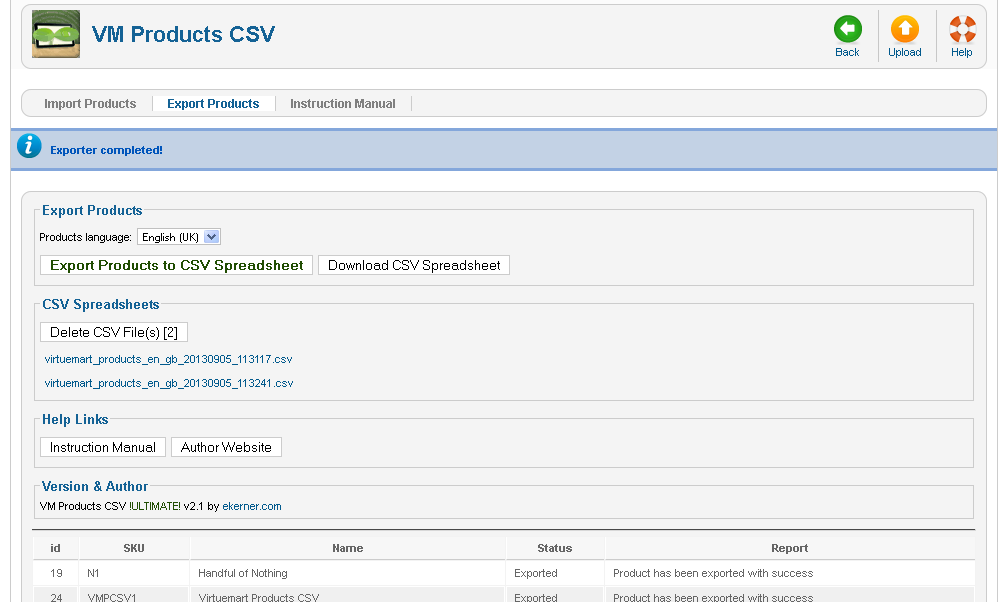 VM Products CSV
Back Upload Help
Import Products Export Products Instruction Manual
Exporter completed!
Export Products
Products language: English (UK)
Export Products to CSV Spreadsheet Download CSV Spreadsheet
CSV Spreadsheets
Delete CSV File(s) [2]
virtuemart_products_en_gb_20130905_113117.csv
virtuemart_products_en_gb_20130905_113241.csv
Help Links
Instruction Manual Author Website
Version & Author
VM Products CSV !ULTIMATE! v2.1 by ekerner.com
id SKU Name Status Report
19 N1 Handful of Nothing Exported Product has been exported with success
24 VMPCSV1 Virtuemart Products CSV Exported Product has been exported with success